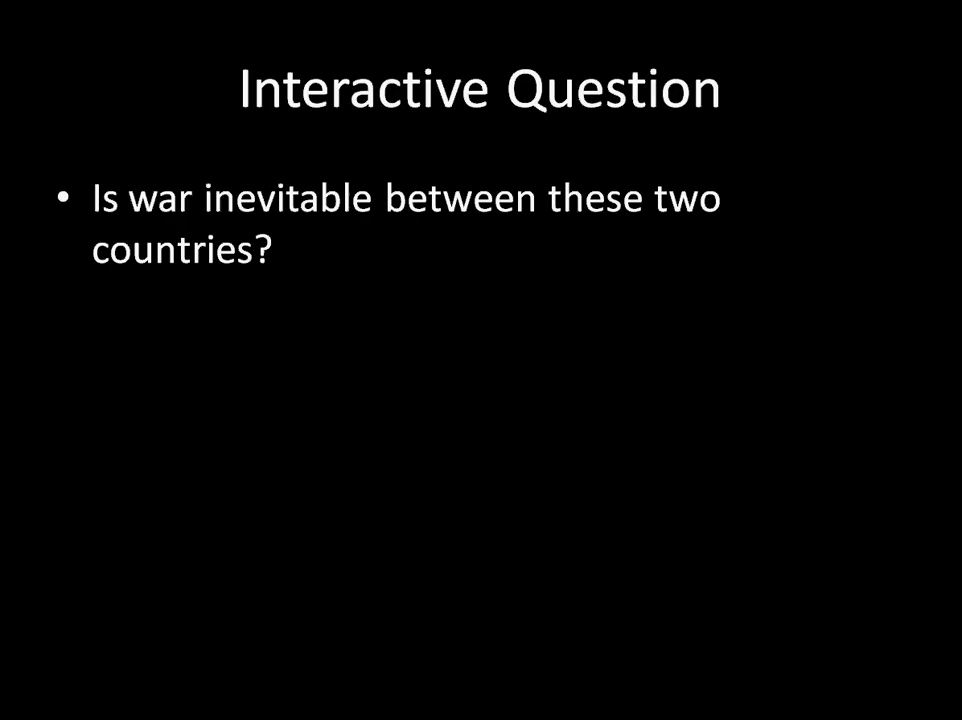 Interactive Question
• Is war inevitable between these two
countries?